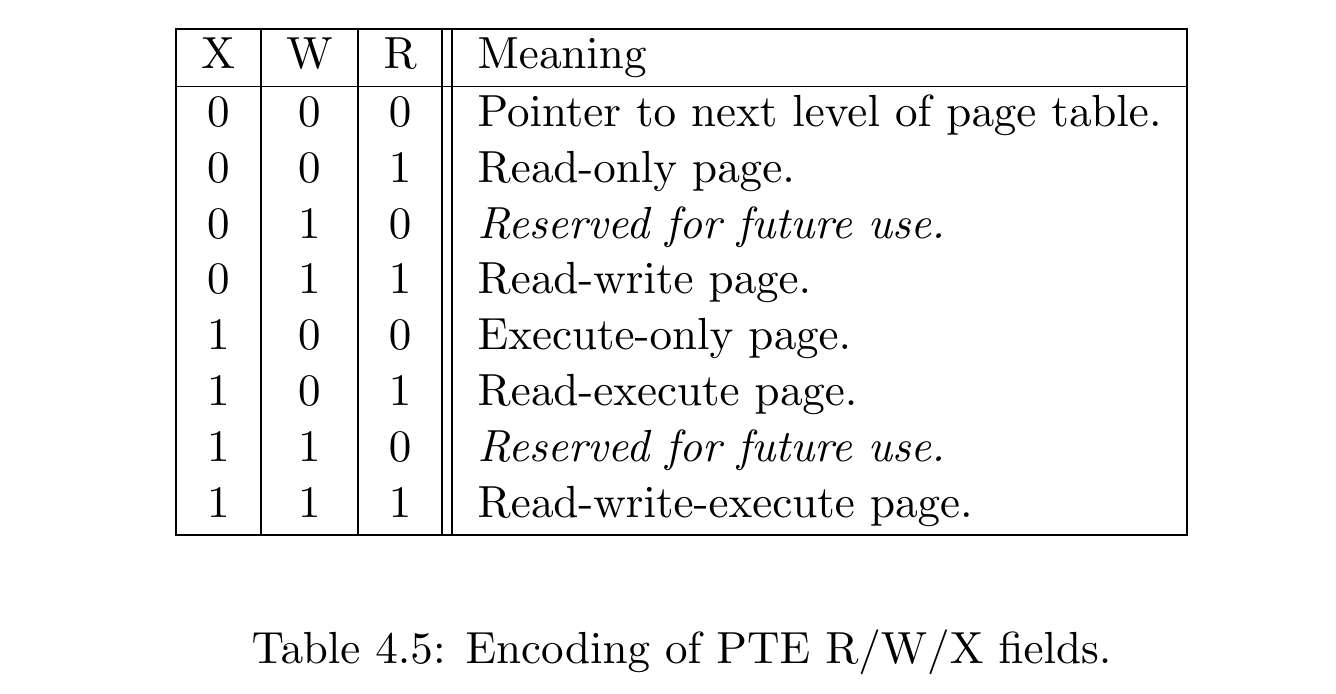 X W R Meaning
0 0 0 Pointer to next level of page table.
0 0 1 Read-only page.
0 1 0 Reserved for future use.
0 1 1 Read-write page.
1 0 0 Execute-only page.
1 0 1 Read-execute page.
1 1 0 Reserved for future use.
1 1 1 Read-write-execute page.
Table 4.5: Encoding of PTE R/W/X fields.